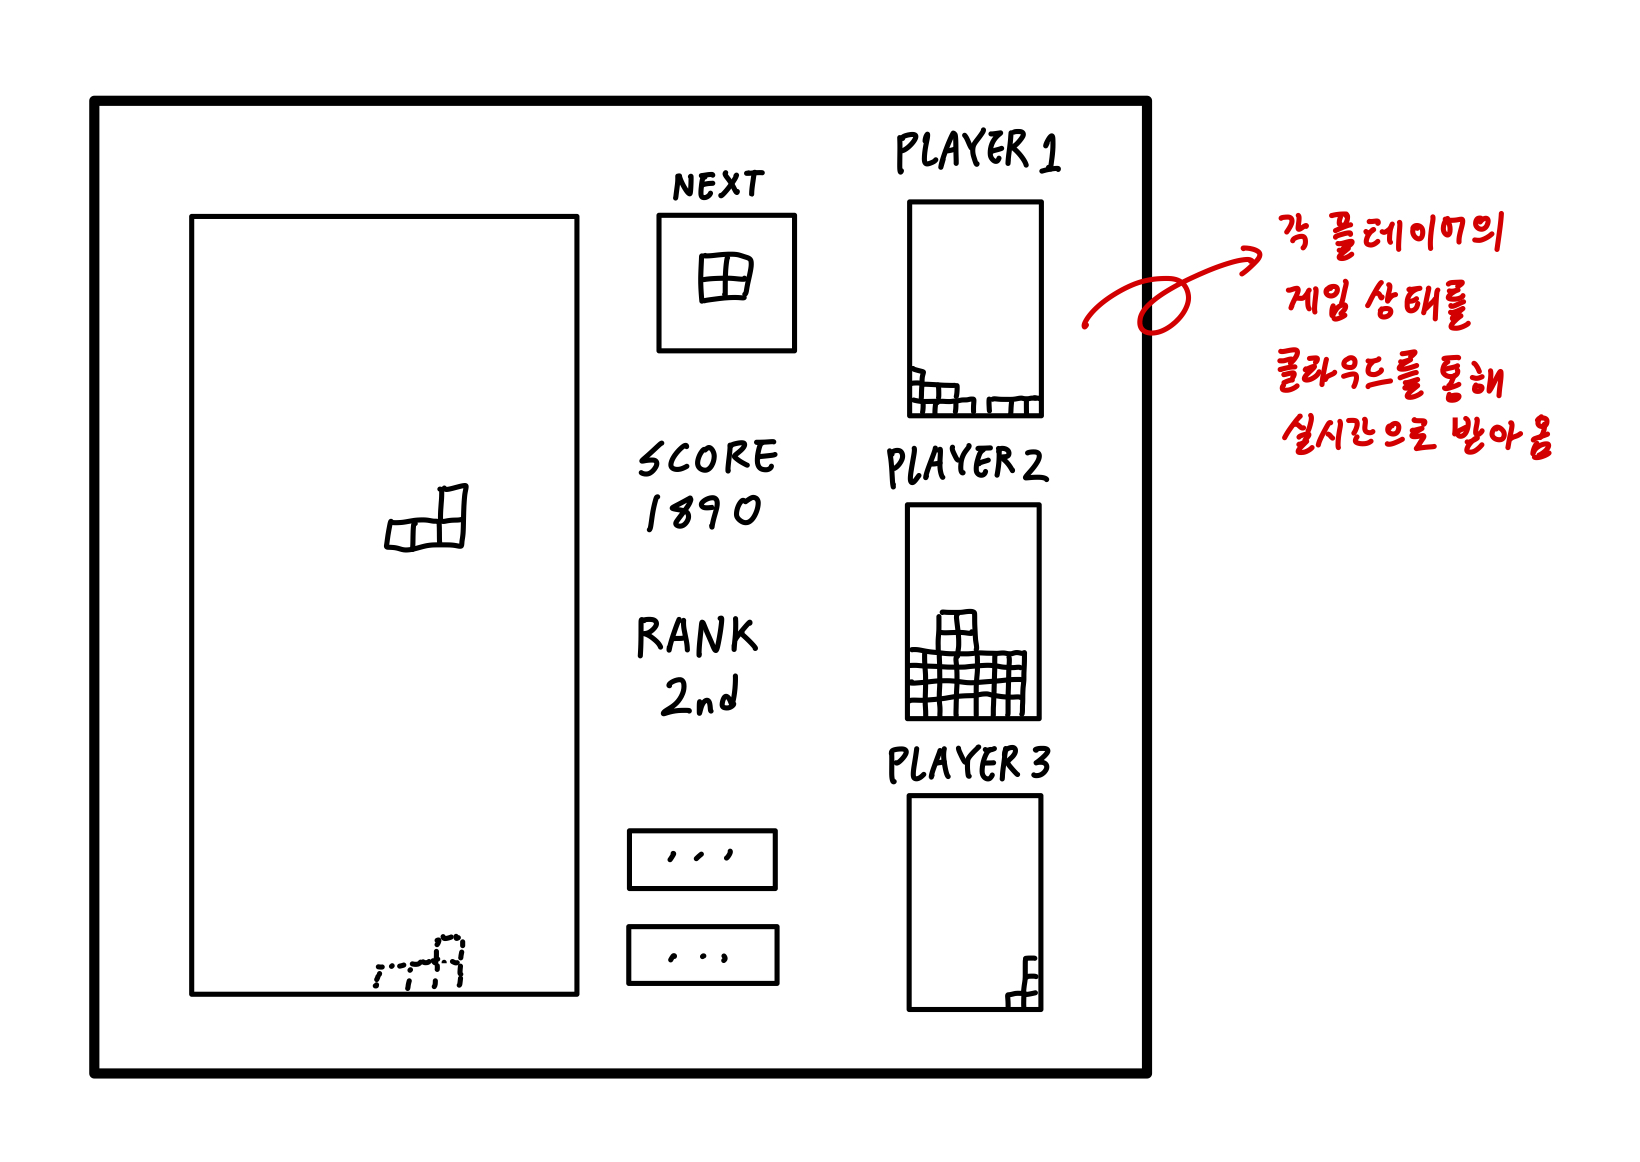 NEXT
SCORE
1890
RANK
2nd
...
...
PLAYER 1
PLAYER 2
PLAYER 3
각 플레이어의
게임 상태를
클라우드를 통해
실시간으로 받아옴